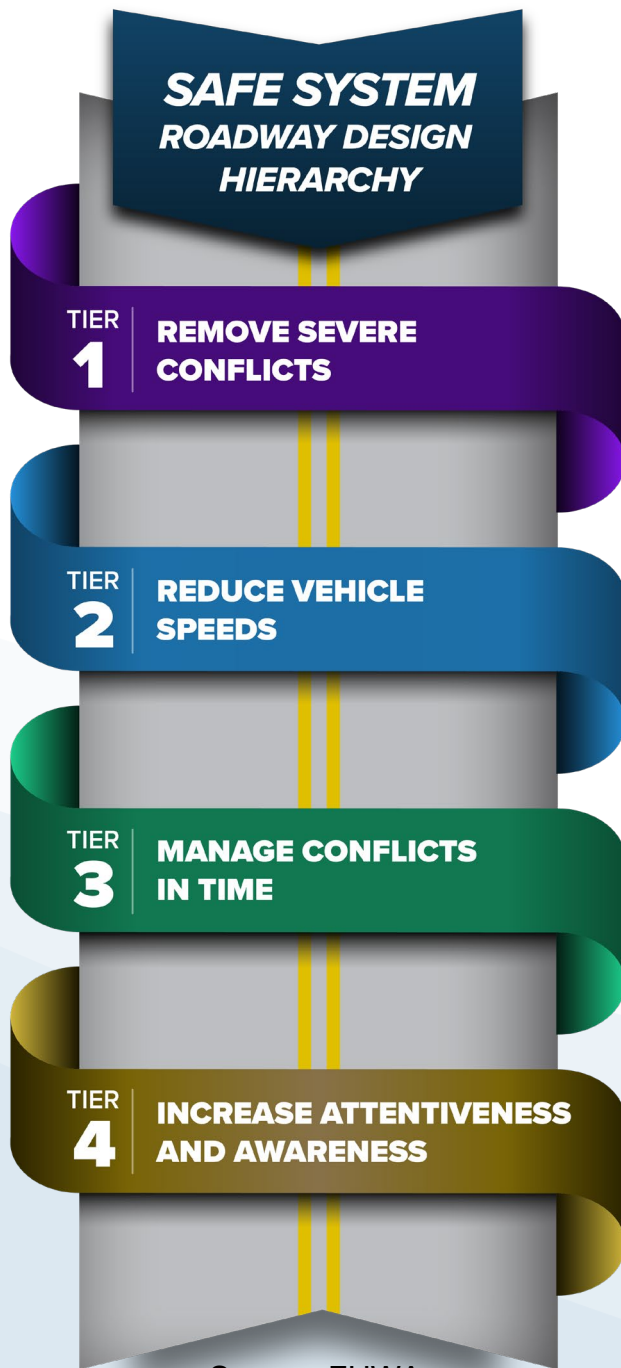 SAFE SYSTEM
ROADWAY DESIGN
HIERARCHY
TIER
1
REMOVE SEVERE
CONFLICTS
TIER
2
REDUCE VEHICLE
SPEEDS
TIER
3
MANAGE CONFLICTS
IN TIME
TIER
4
INCREASE ATTENTIVENESS
AND AWARENESS